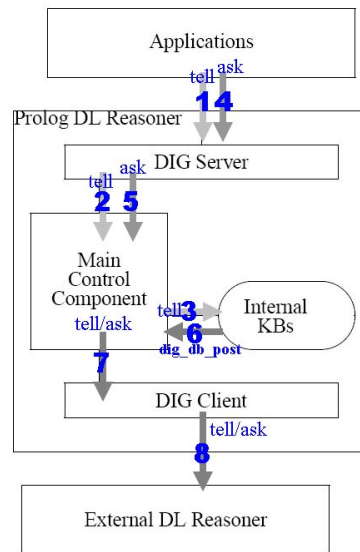 Applications
tell ask
1 4
Prolog DL Reasoner
DIG Server
tell ask
2 5
Main
Control
Component
tell 3
Internal
KBs
6
dig_db_post
tell/ask
7
DIG Client
tell/ask
8
External DL Reasoner